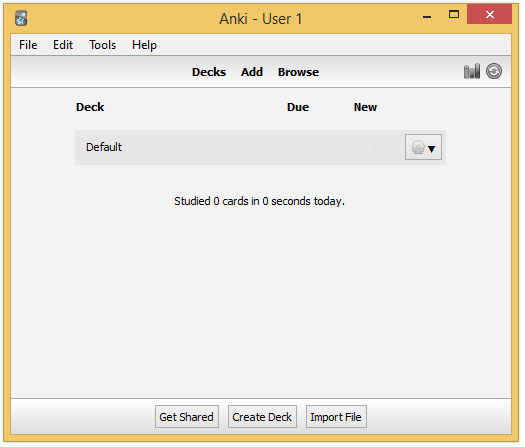 Anki - User 1
File Edit Tools Help
Decks Add Browse
Deck Due New
Default 0 0
Studied 0 cards in 0 seconds today.
Get Shared Create Deck Import File